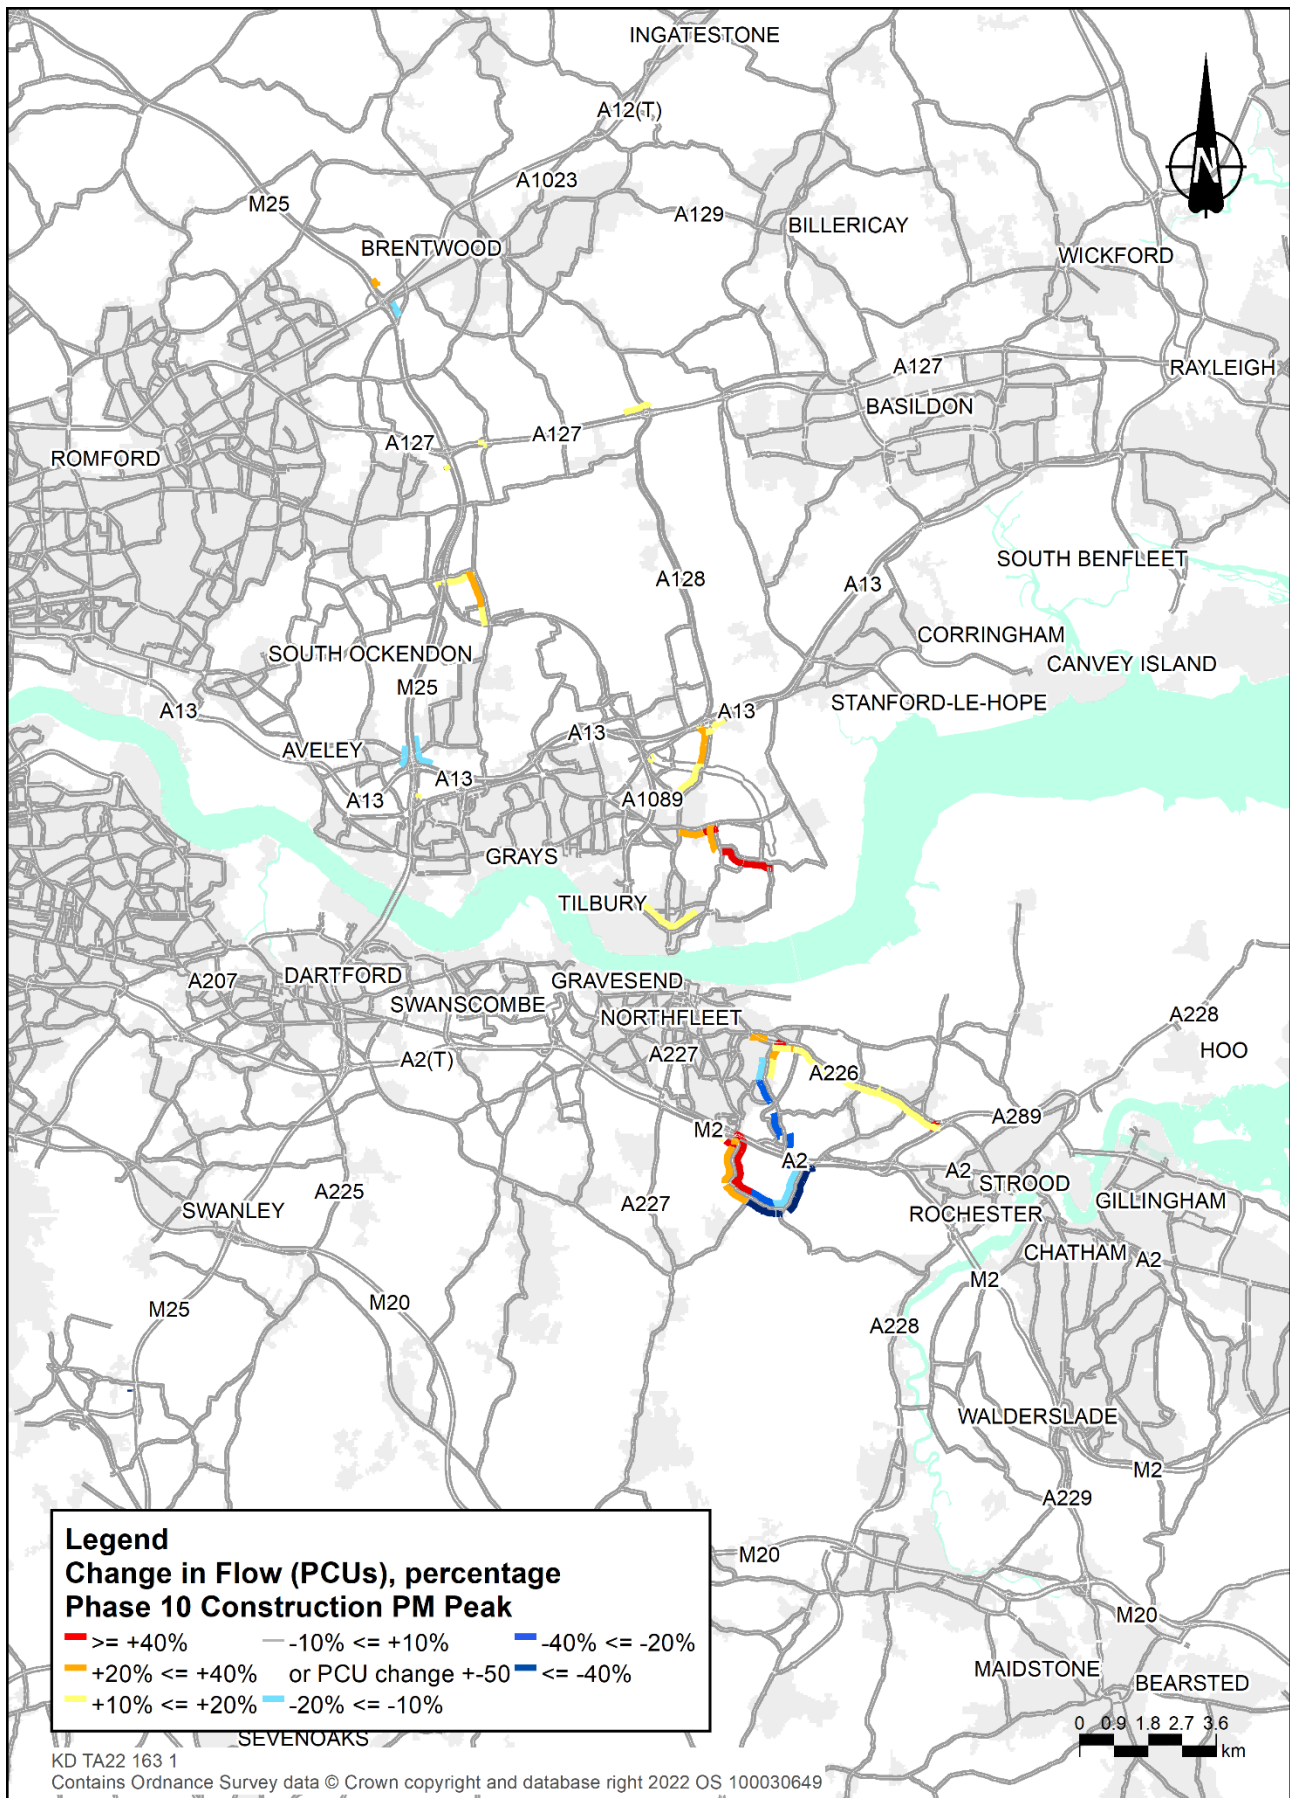 INGATESTONE
A12(T)
N
A1023
M25
A129
BILLERICAY
BRENTWOOD
WICKFORD
A127
RAYLEIGH
BASILDON
A127
A127
ROMFORD
SOUTH BENFLEET
A128
A13
CORRINGHAM
SOUTH OCKENDON
CANVEY ISLAND
M25
STANFORD-LE-HOPE
A13
A13
A13
AVELEY
A13
A13
A1089
GRAYS
TILBURY
DARTFORD
A207
GRAVESEND
SWANSCOMBE
NORTHFLEET
A228
HOO
A227
A2(T)
A226
A289
M2
A2
A2
STROOD
A225
GILLINGHAM
A227
SWANLEY
ROCHESTER
CHATHAM
A2
M2
M25
M20
A228
WALDERSLADE
M2
A229
M20
M20
MAIDSTONE
BEARSTED
Legend
Change in Flow (PCUs), percentage
Phase 10 Construction PM Peak
>= +40%
-10% <= +10%
-40% <= -20%
+20% <= +40%
or PCU change +-50
<= -40%
+10% <= +20%
-20% <= -10%
SEVENOAKS
0 0.9 1.8 2.7 3.6
km
KD TA22 163 1
Contains Ordnance Survey data © Crown copyright and database right 2022 OS 100030649